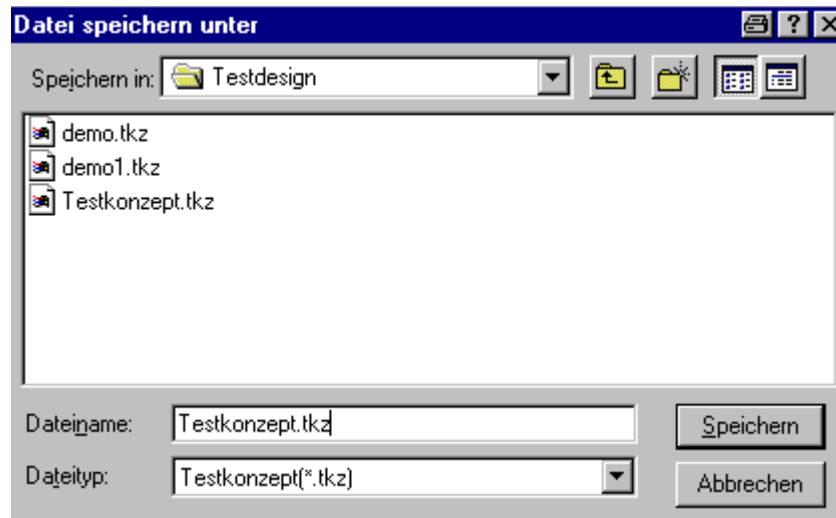 Datei speichern unter
Speichern in: Testdesign
demo.tkz
demo1.tkz
Testkonzept.tkz
Dateiname: Testkonzept.tkz Speichern
Dateityp: Testkonzept(*.tkz) Abbrechen